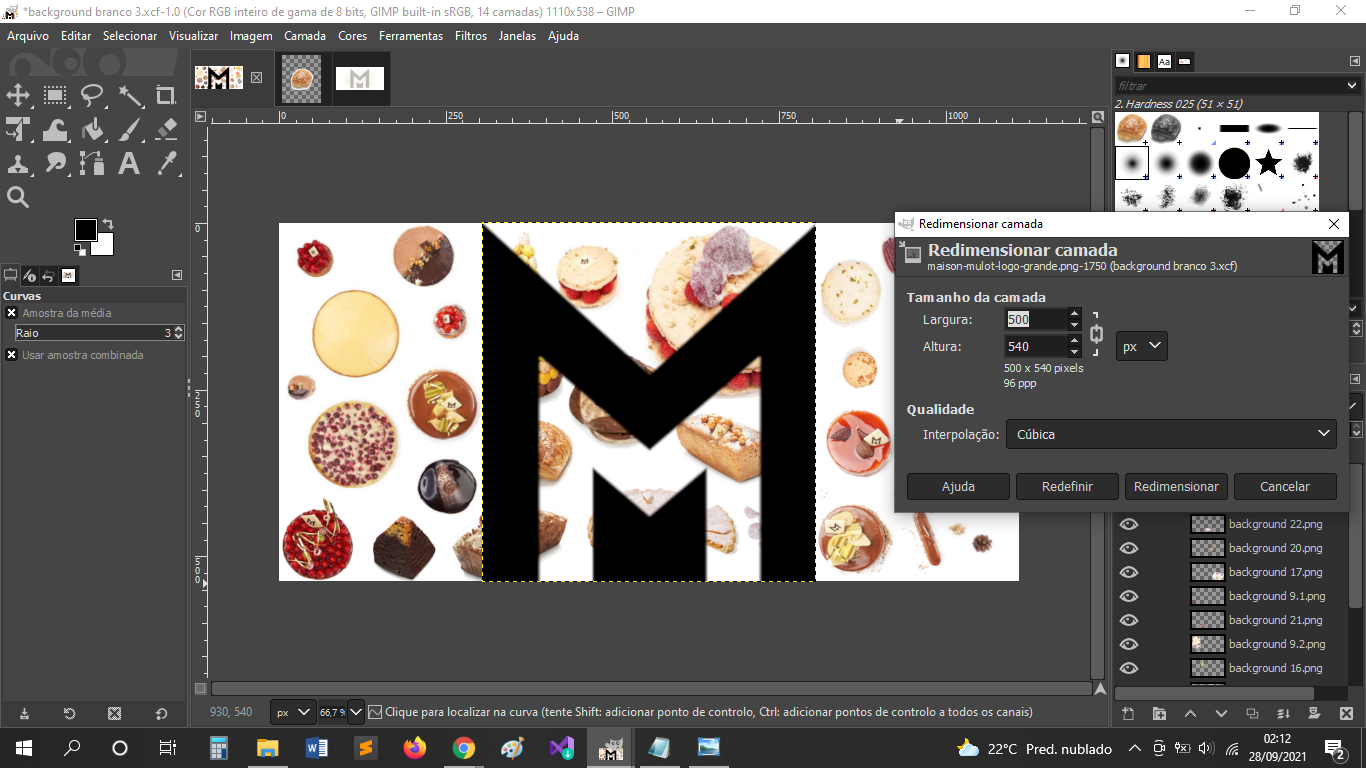 *background branco 3.xcf-1.0 (Cor RGB inteiro de gama de 8 bits, GIMP built-in sRGB, 14 camadas) 1110x538 – GIMP
Arquivo Editar Selecionar Visualizar Imagem Camada Cores Ferramentas Filtros Janelas Ajuda
filtrar
2. Hardness 025 (51 × 51)
0 250 500 750 1000
0
250
500
Curvas
Amostra da média
Raio 3
Usar amostra combinada
Redimensionar camada
Redimensionar camada
maison-mulot-logo-grande.png-1750 (background branco 3.xcf)
Tamanho da camada
Largura: 500
Altura: 540
px
500 x 540 pixels
96 ppp
Qualidade
Interpolação: Cúbica
Ajuda Redefinir Redimensionar Cancelar
background 22.png
background 20.png
background 17.png
background 9.1.png
background 21.png
background 9.2.png
background 16.png
930, 540 px 66,7 % Clique para localizar na curva (tente Shift: adicionar ponto de controlo, Ctrl: adicionar pontos de controlo a todos os canais)
22°C Pred. nublado
02:12
28/09/2021
2